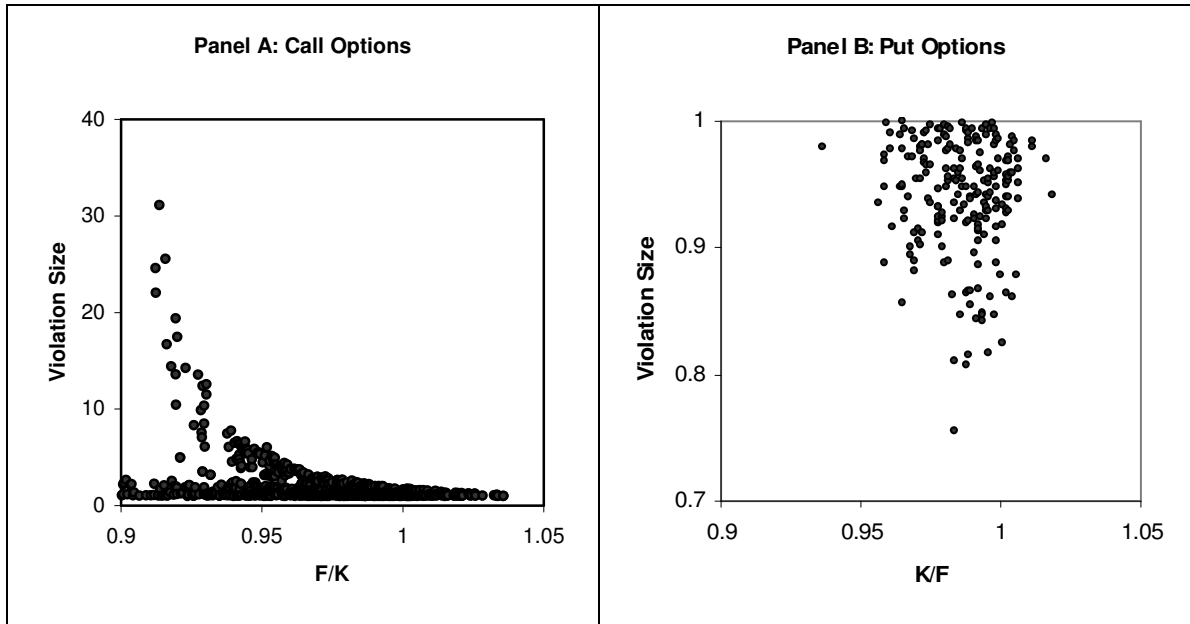 Panel A: Call Options
40
30
20
10
0
Violation Size
0.9
0.95
1
1.05
F/K
Panel B: Put Options
1
0.9
0.8
0.7
Violation Size
0.9
0.95
1
1.05
K/F